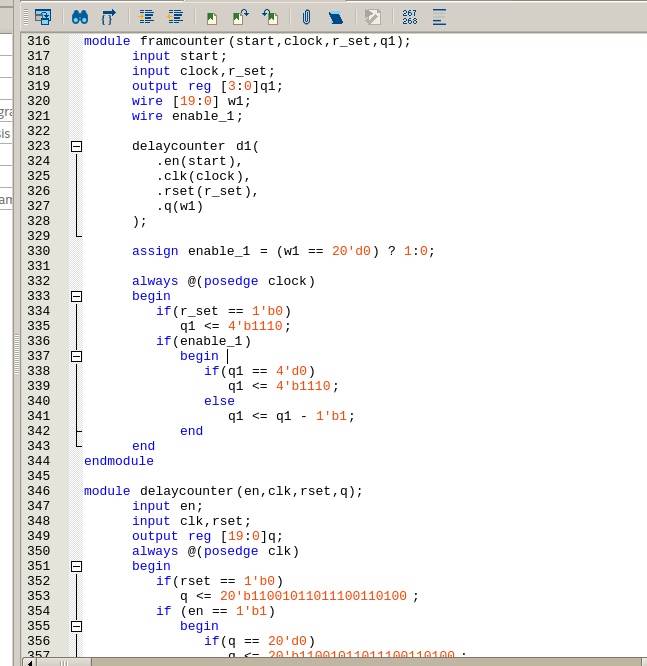 267
268
gra
sis
am
316 module framcounter(start,clock,r_set,q1);
317 input start;
318 input clock,r_set;
319 output reg [3:0]q1;
320 wire [19:0] w1;
321 wire enable_1;
322
323 delaycounter d1(
324 .en(start),
325 .clk(clock),
326 .rset(r_set),
327 .q(w1)
328 );
329
330 assign enable_1 = (w1 == 20'd0) ? 1:0;
331
332 always @(posedge clock)
333 begin
334 if(r_set == 1'b0)
335 q1 <= 4'b1110;
336 if(enable_1)
337 begin
338 if(q1 == 4'd0)
339 q1 <= 4'b1110;
340 else
341 q1 <= q1 - 1'b1;
342 end
343 end
344 endmodule
345
346 module delaycounter(en,clk,rset,q);
347 input en;
348 input clk,rset;
349 output reg [19:0]q;
350 always @(posedge clk)
351 begin
352 if(rset == 1'b0)
353 q <= 20'b11001011011100110100 ;
354 if (en == 1'b1)
355 begin
356 if(q == 20'd0)
357 q <= 20'b11001011011100110100 ;